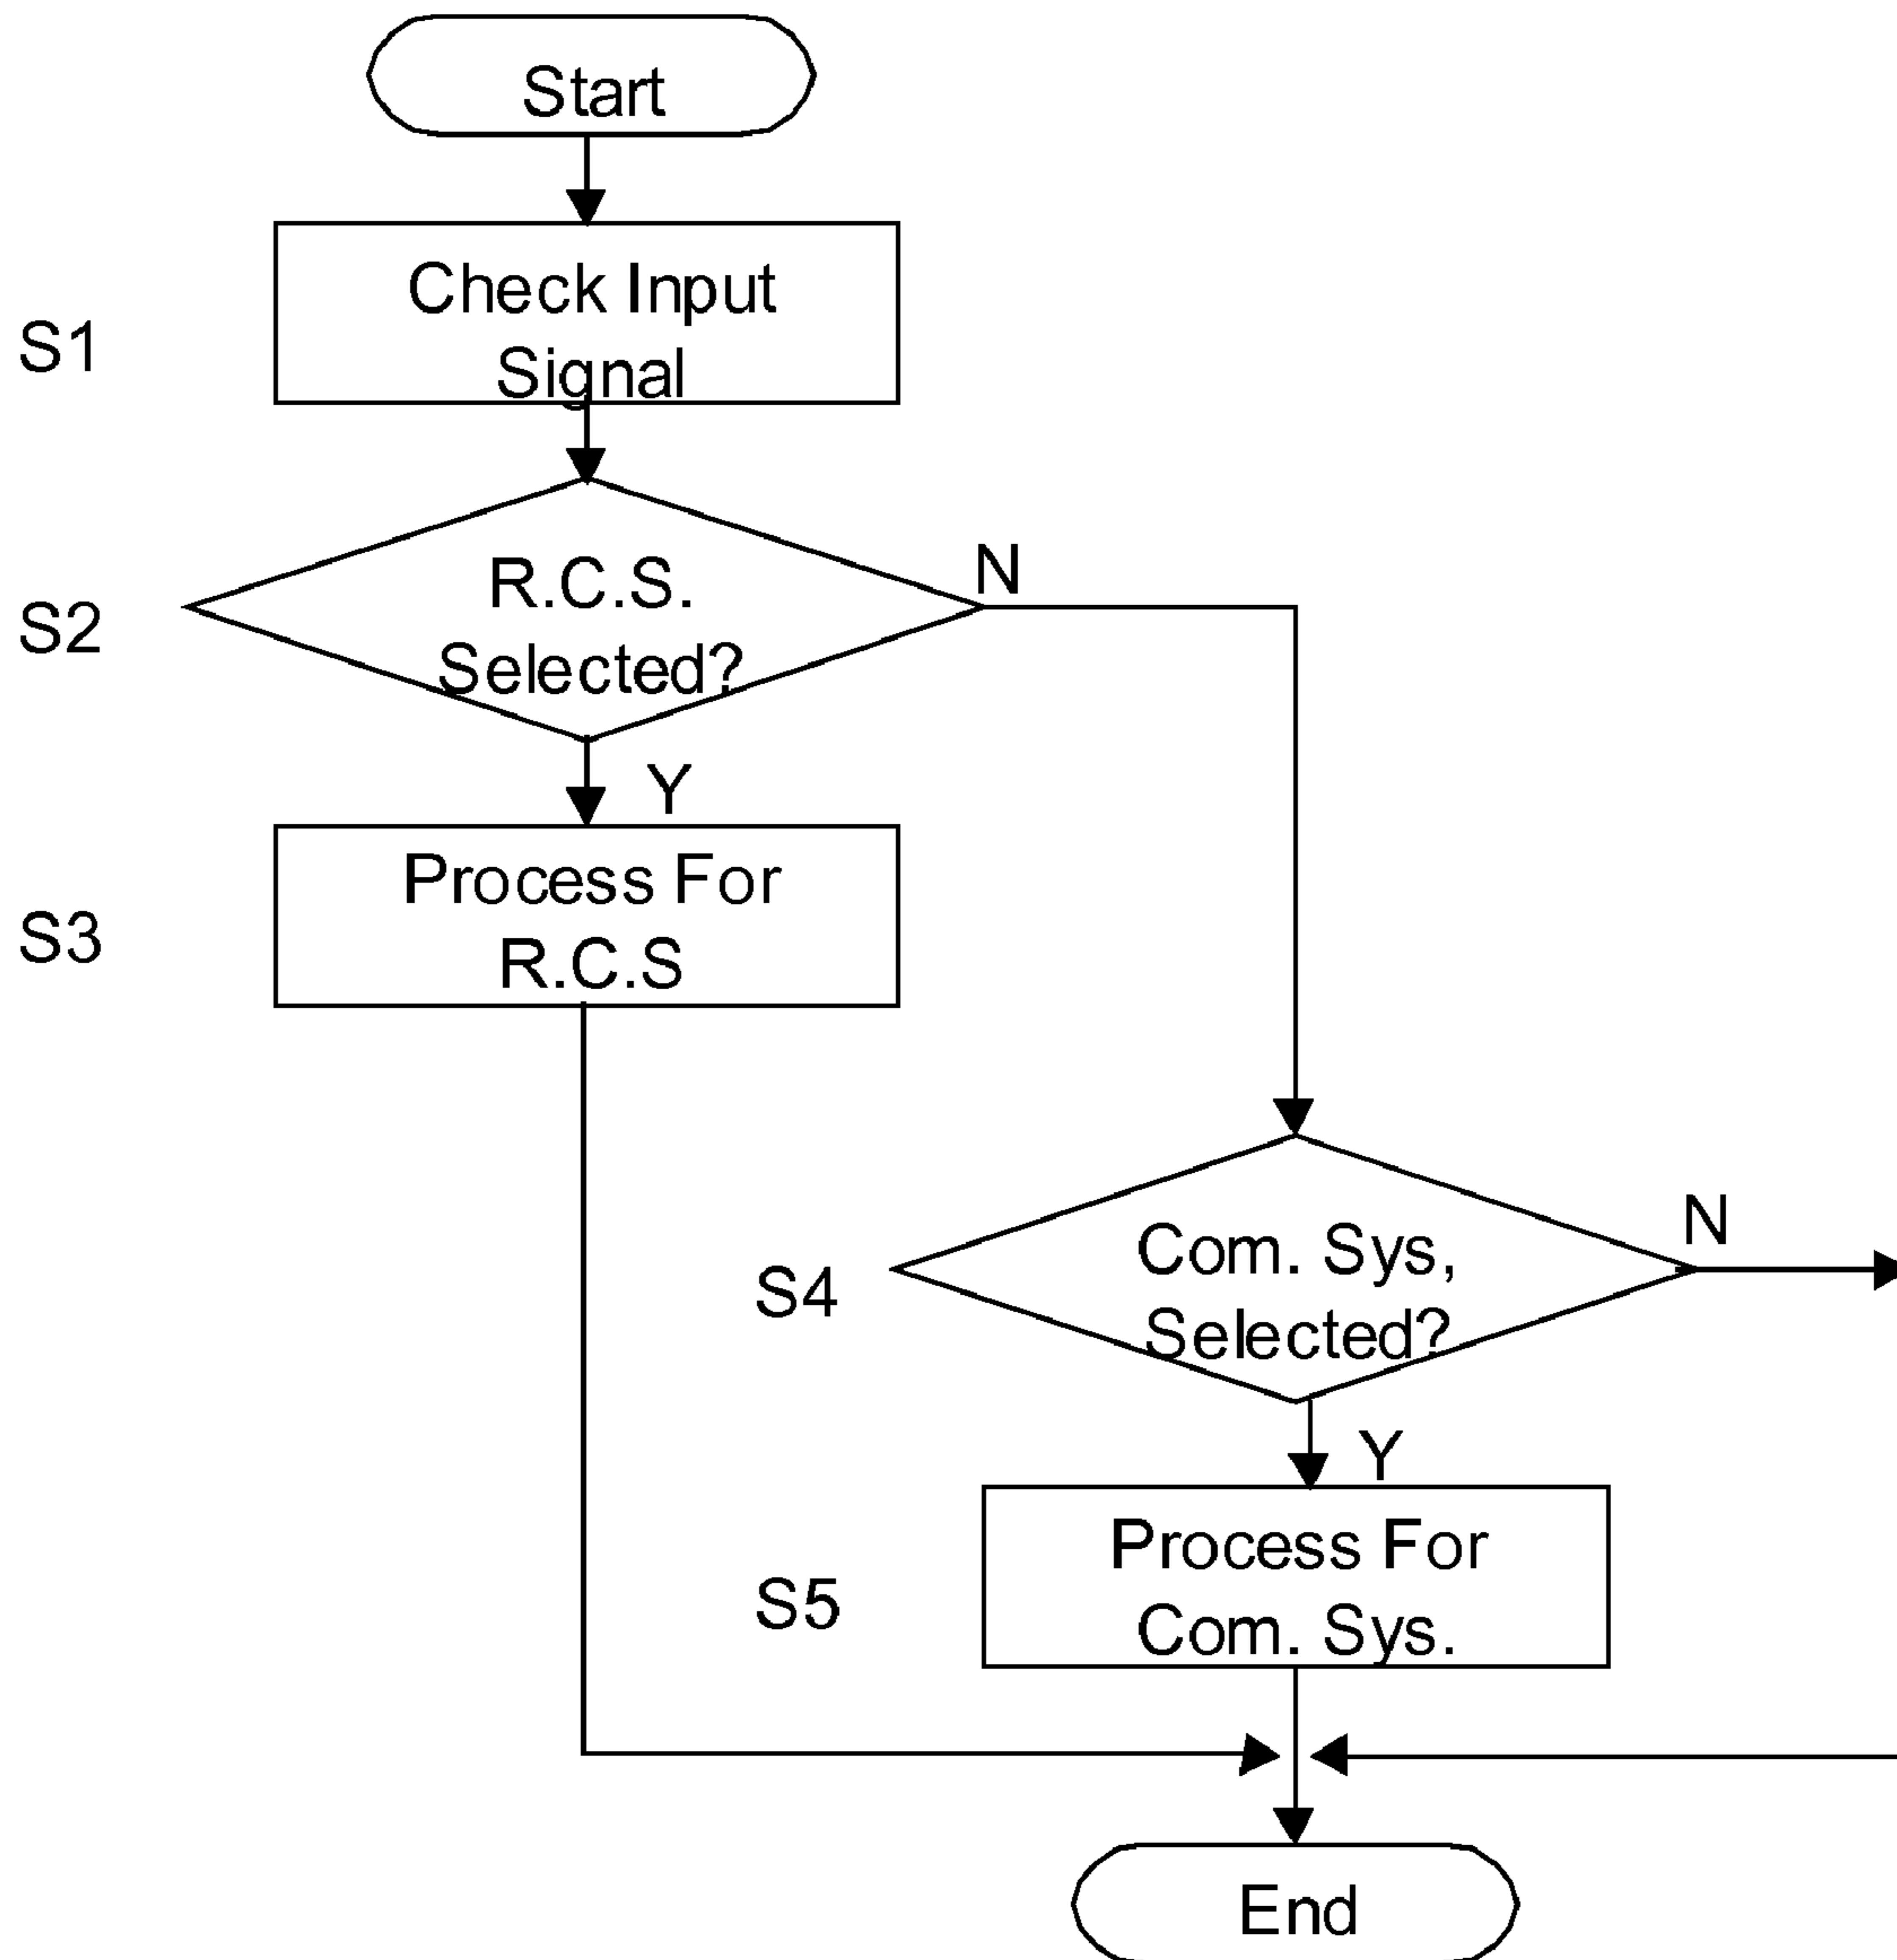 Start
S1
Check Input
Signal
S2
R.C.S.
Selected?
N
Y
S3
Process For
R.C.S
S4
Com. Sys,
Selected?
N
Y
S5
Process For
Com. Sys.
End